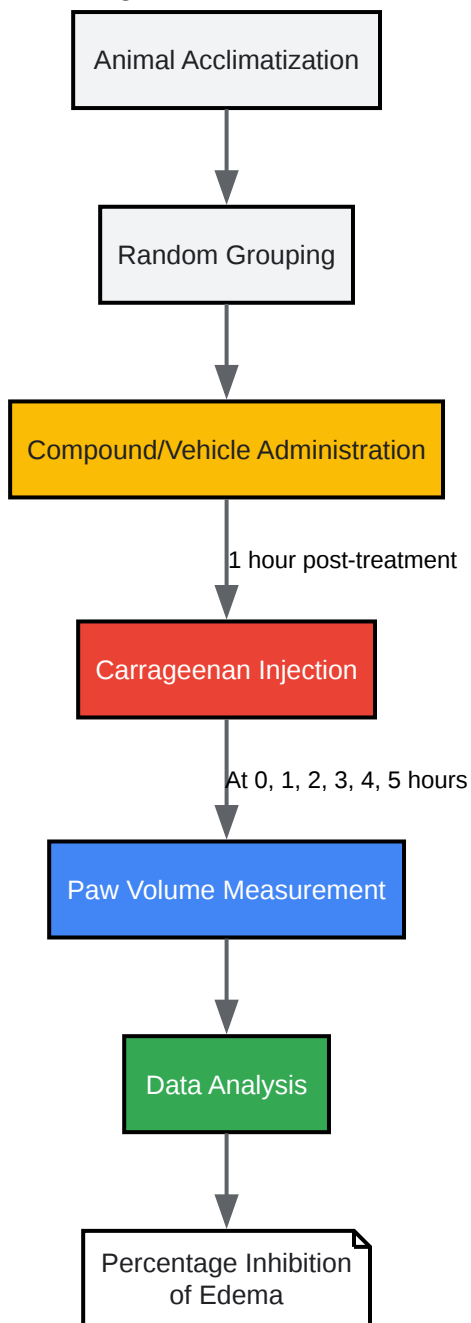 Animal Acclimatization
Random Grouping
Compound/Vehicle Administration
1 hour post-treatment
Carrageenan Injection
At 0, 1, 2, 3, 4, 5 hours
Paw Volume Measurement
Data Analysis
Percentage Inhibition
of Edema